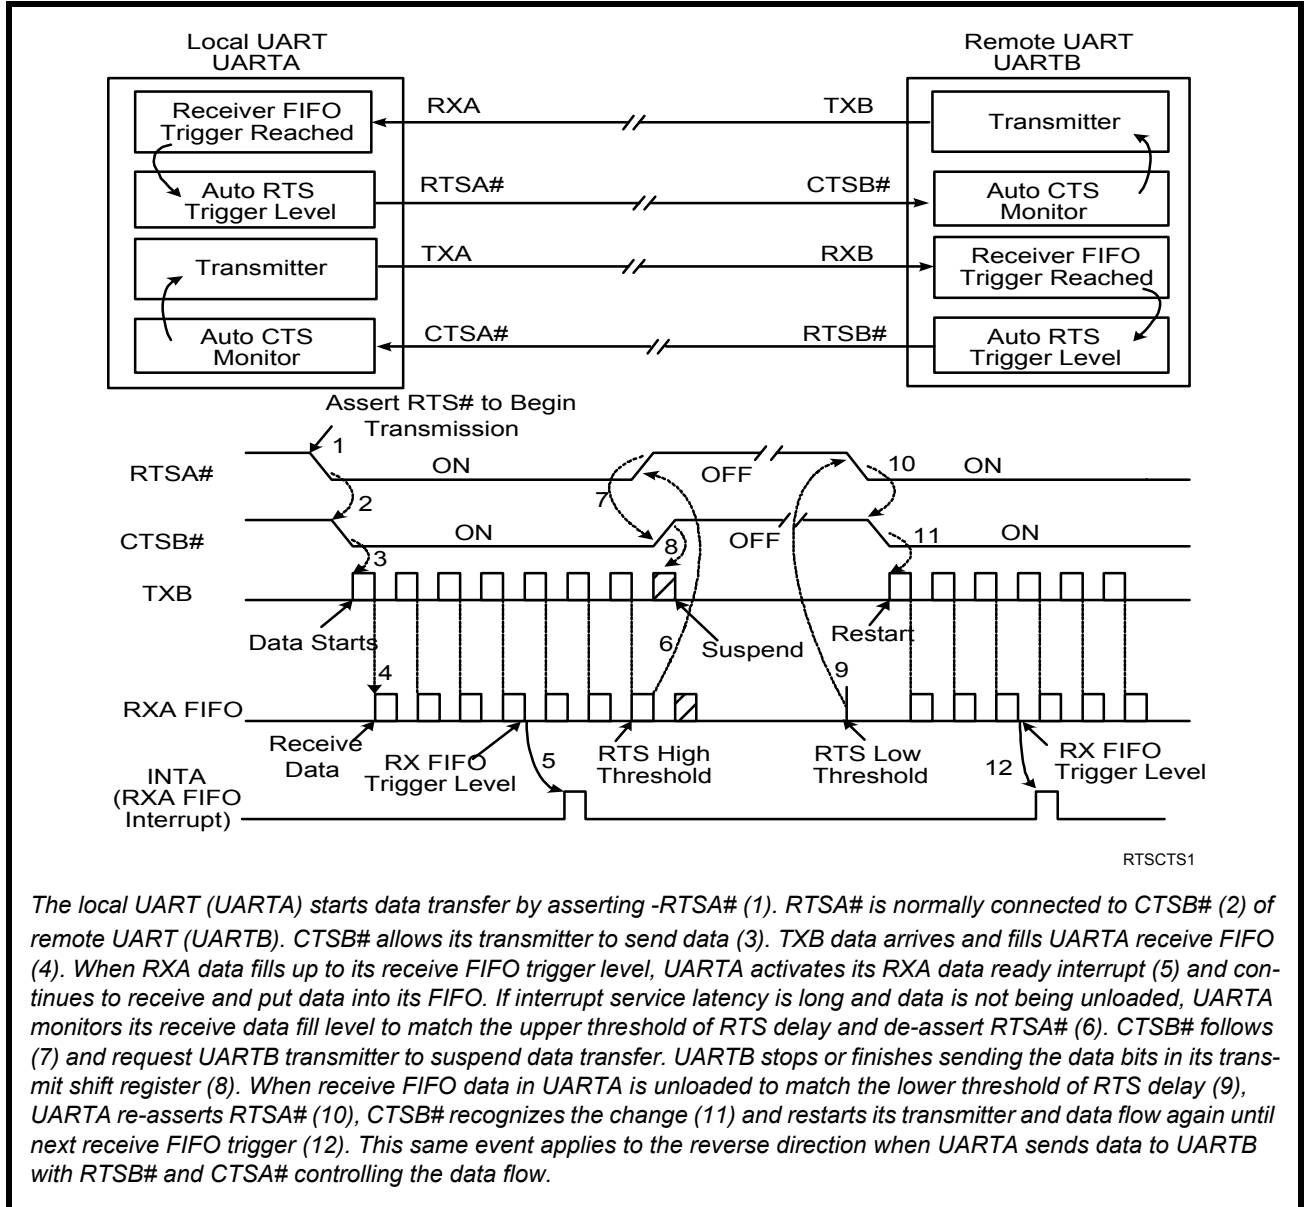 Local UART
UARTA
Remote UART
UARTB
Receiver FIFO
Trigger Reached
RXA
TXB
Transmitter
Auto RTS
Trigger Level
RTSA#
CTSB#
Auto CTS
Monitor
Transmitter
TXA
RXB
Receiver FIFO
Trigger Reached
Auto CTS
Monitor
CTSA#
RTSB#
Auto RTS
Trigger Level
Assert RTS# to Begin
Transmission
1
RTSA#
ON
OFF
10
ON
2
7
CTSB#
ON
8
OFF
11
ON
3
TXB
Data Starts
6
Suspend
Restart
4
9
RXA FIFO
Receive
Data
RX FIFO
Trigger Level
5
RTS High
Threshold
RTS Low
Threshold
12
RX FIFO
Trigger Level
INTA
(RXA FIFO
Interrupt)
RTSCTS1
The local UART (UARTA) starts data transfer by asserting -RTSA# (1). RTSA# is normally connected to CTSB# (2) of
remote UART (UARTB). CTSB# allows its transmitter to send data (3). TXB data arrives and fills UARTA receive FIFO
(4). When RXA data fills up to its receive FIFO trigger level, UARTA activates its RXA data ready interrupt (5) and con-
tinues to receive and put data into its FIFO. If interrupt service latency is long and data is not being unloaded, UARTA
monitors its receive data fill level to match the upper threshold of RTS delay and de-assert RTSA# (6). CTSB# follows
(7) and request UARTB transmitter to suspend data transfer. UARTB stops or finishes sending the data bits in its trans-
mit shift register (8). When receive FIFO data in UARTA is unloaded to match the lower threshold of RTS delay (9),
UARTA re-asserts RTSA# (10), CTSB# recognizes the change (11) and restarts its transmitter and data flow again until
next receive FIFO trigger (12). This same event applies to the reverse direction when UARTA sends data to UARTB
with RTSB# and CTSA# controlling the data flow.